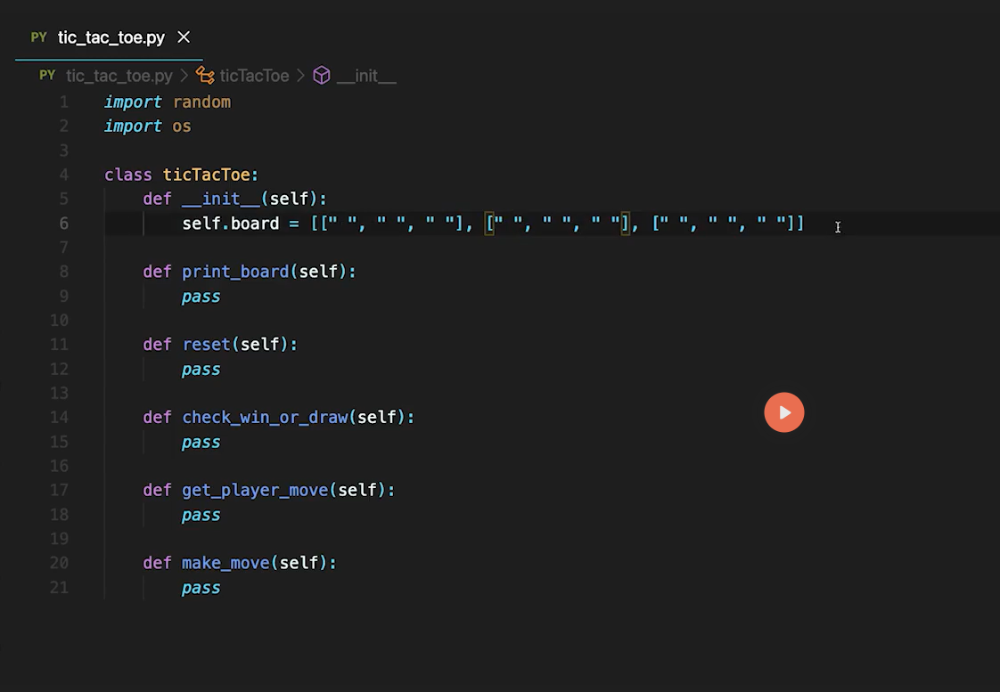 PY tic_tac_toe.py ×
PY tic_tac_toe.py > ticTacToe > __init__
1 import random
2 import os
3
4 class ticTacToe:
5     def __init__(self):
6         self.board = [[" ", " ", " "], [" ", " ", " "], [" ", " ", " "]]
7
8     def print_board(self):
9         pass
10
11     def reset(self):
12         pass
13
14     def check_win_or_draw(self):
15         pass
16
17     def get_player_move(self):
18         pass
19
20     def make_move(self):
21         pass